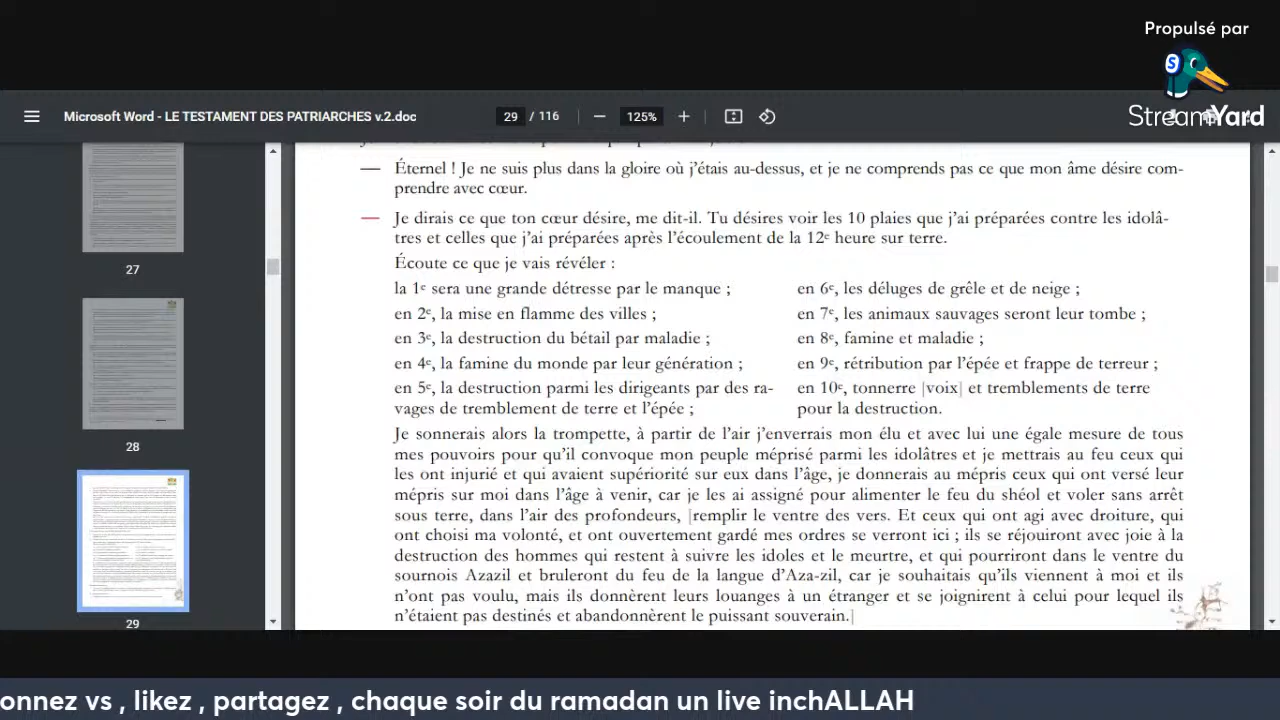 Propulsé par
StreamYard
Microsoft Word - LE TESTAMENT DES PATRIARCHES v.2.doc
29 / 116
125%
— Éternel ! Je ne suis plus dans la gloire où j'étais au-dessus, et je ne comprends pas ce que mon âme désire com-
prendre avec cœur.
— Je dirais ce que ton cœur désire, me dit-il. Tu désires voir les 10 plaies que j'ai préparées contre les idolâ-
tres et celles que j'ai préparées après l'écoulement de la 12e heure sur terre.
Écoute ce que je vais révéler :
la 1e sera une grande détresse par le manque ;
en 2e, la mise en flamme des villes ;
en 3e, la destruction du bétail par maladie ;
en 4e, la famine du monde par leur génération ;
en 5e, la destruction parmi les dirigeants par des ra-
vages de tremblement de terre et l'épée ;
en 6e, les déluges de grêle et de neige ;
en 7e, les animaux sauvages seront leur tombe ;
en 8e, famine et maladie ;
en 9e, rétribution par l'épée et frappe de terreur ;
en 10e, tonnerre |voix| et tremblements de terre
pour la destruction.
Je sonnerais alors la trompette, à partir de l'air j'enverrais mon élu et avec lui une égale mesure de tous
mes pouvoirs pour qu'il convoque mon peuple méprisé parmi les idolâtres et je mettrais au feu ceux qui
les ont injurié et qui avaient supériorité sur eux dans l'âge, je donnerais au mépris ceux qui ont versé leur
mépris sur moi dans l'âge à venir, car je les ai assigné pour alimenter le feu du shéol et voler sans arrêt
sous terre, dans l'air des profondeurs, |remplir le ventre des vers. Et ceux qui ont agi avec droiture, qui
ont choisi ma volonté, et ont ouvertement gardé mes ordres se verront ici : ils se réjouiront avec joie à la
destruction des hommes qui restent à suivre les idoles et le meurtre, et qui pourriront dans le ventre du
sournois Azazil et bruleront du feu de la langue d'Aza-zil, car je souhaitais qu'ils viennent à moi et ils
n'ont pas voulu, mais ils donnèrent leurs louanges à un étranger et se joignirent à celui pour lequel ils
n'étaient pas destinés et abandonnèrent le puissant souverain.|
27
28
29
onnez vs , likez , partagez , chaque soir du ramadan un live inchALLAH